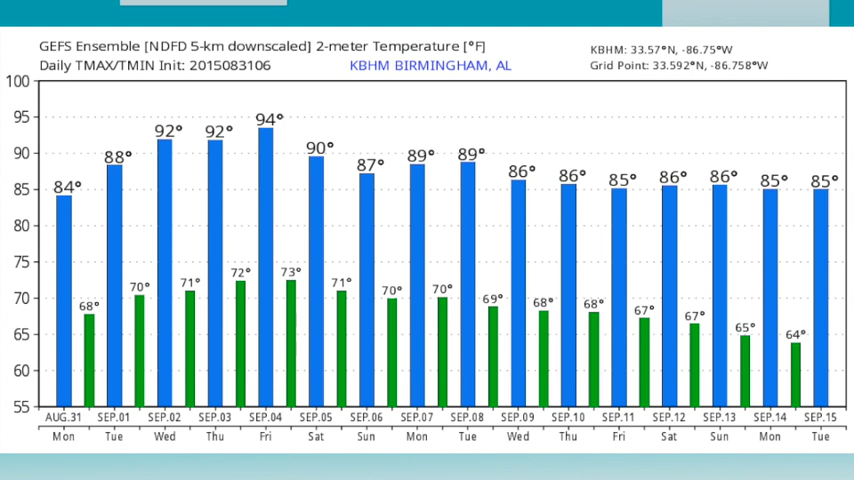 GEFS Ensemble [NDFD 5-km downscaled] 2-meter Temperature [°F]
KBHM: 33.57°N, -86.75°W
Daily TMAX/TMIN Init: 2015083106
KBHM BIRMINGHAM, AL
Grid Point: 33.592°N, -86.758°W
100
95
90
85
80
75
70
65
60
55
84° 88° 92° 92° 94° 90° 87° 89° 89° 86° 86° 85° 86° 86° 85° 85°
68° 70° 71° 72° 73° 71° 70° 70° 69° 68° 68° 67° 67° 65° 64°
AUG.31 SEP.01 SEP.02 SEP.03 SEP.04 SEP.05 SEP.06 SEP.07 SEP.08 SEP.09 SEP.10 SEP.11 SEP.12 SEP.13 SEP.14 SEP.15
Mon Tue Wed Thu Fri Sat Sun Mon Tue Wed Thu Fri Sat Sun Mon Tue